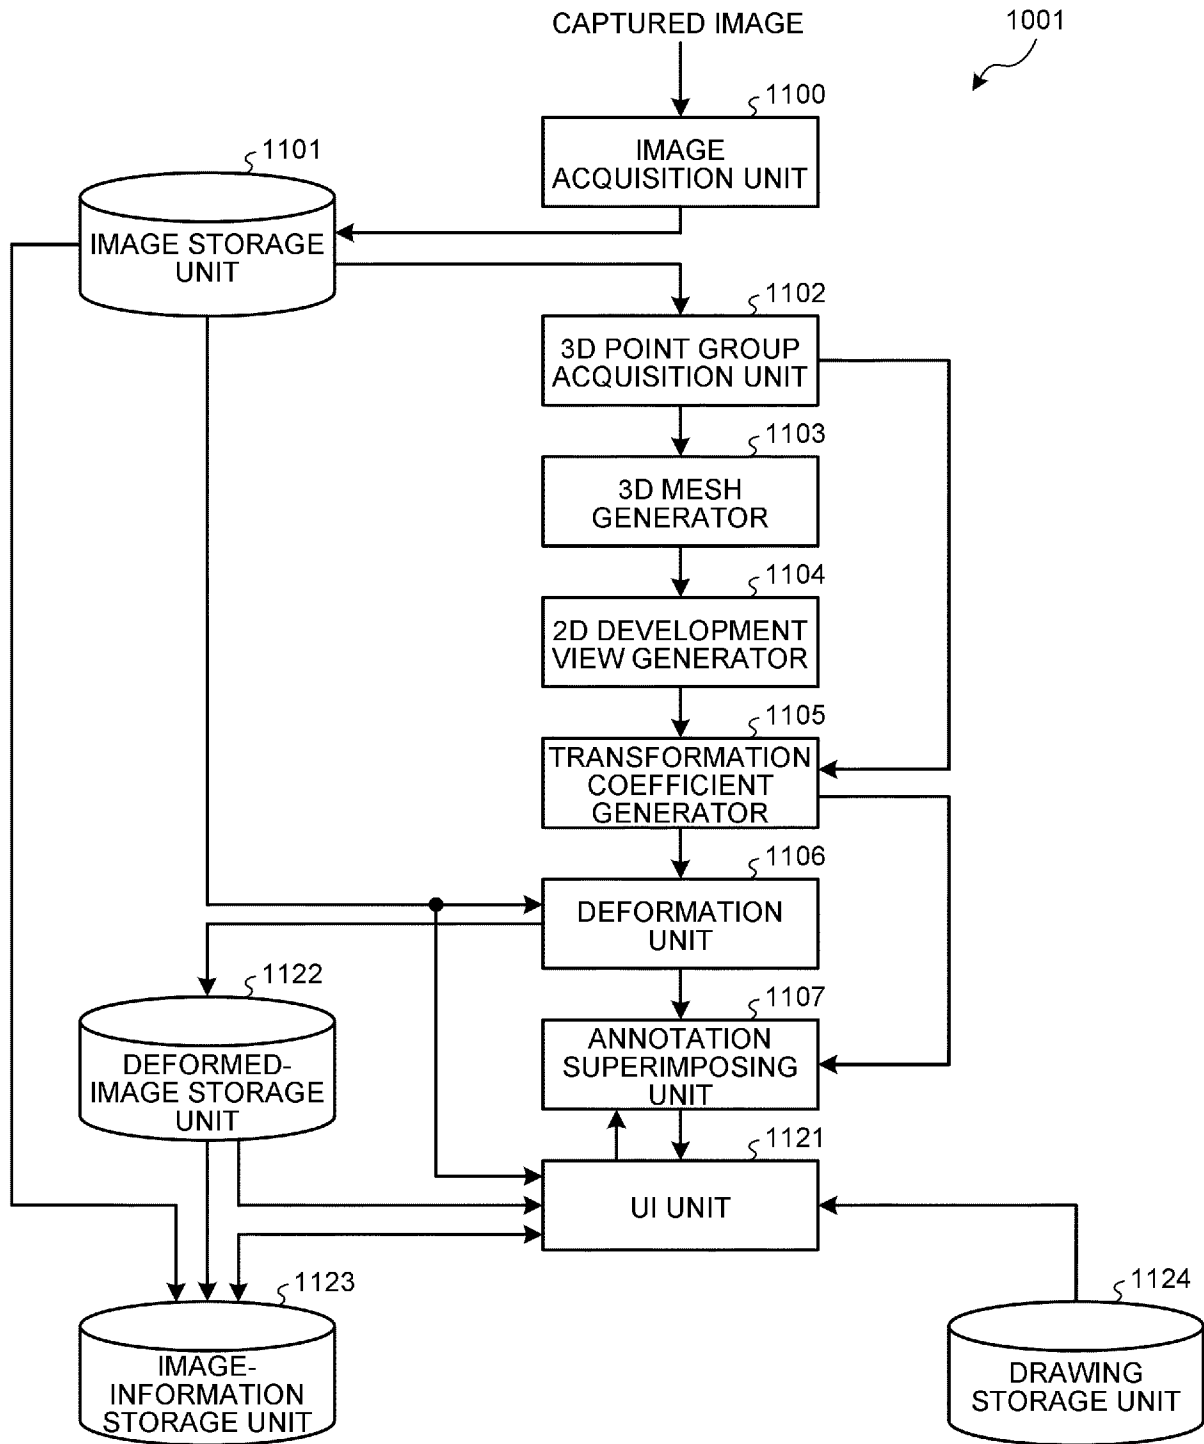 CAPTURED IMAGE
1001
1100
IMAGE
ACQUISITION UNIT
1101
IMAGE STORAGE
UNIT
1102
3D POINT GROUP
ACQUISITION UNIT
1103
3D MESH
GENERATOR
1104
2D DEVELOPMENT
VIEW GENERATOR
1105
TRANSFORMATION
COEFFICIENT
GENERATOR
1106
DEFORMATION
UNIT
1122
DEFORMED-
IMAGE STORAGE
UNIT
1107
ANNOTATION
SUPERIMPOSING
UNIT
1121
UI UNIT
1123
IMAGE-
INFORMATION
STORAGE UNIT
1124
DRAWING
STORAGE UNIT